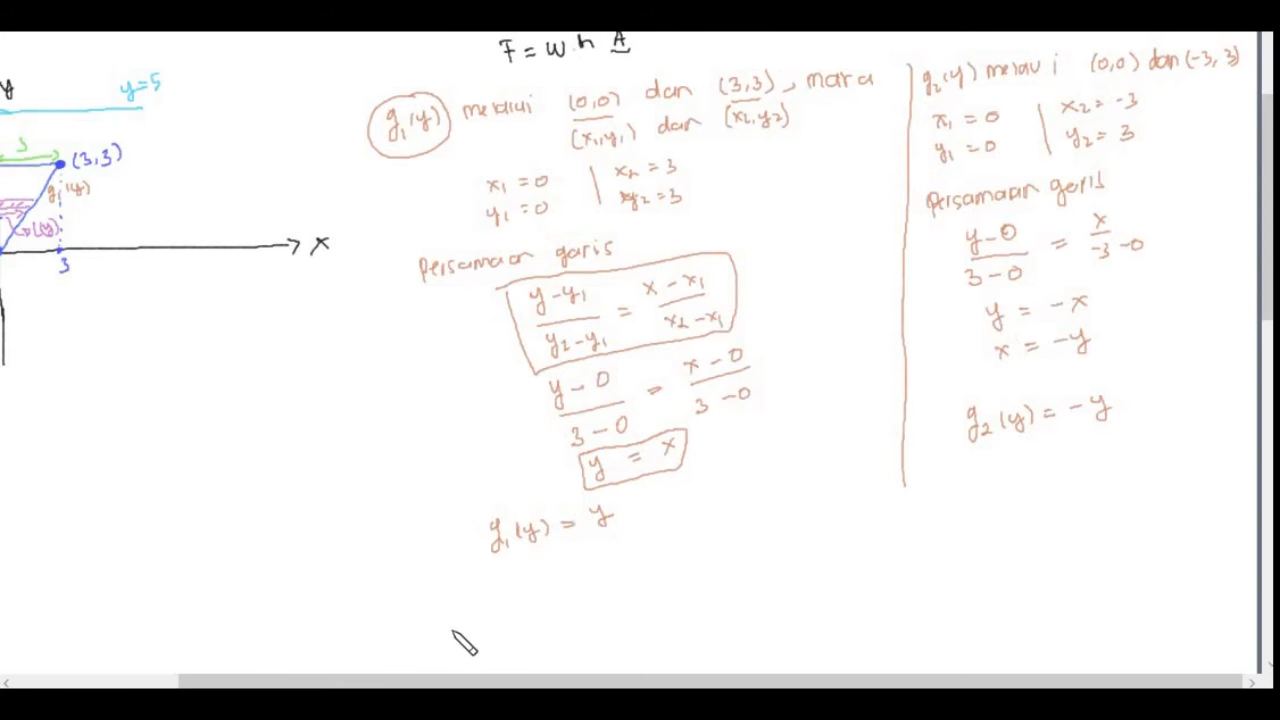 F = w h A
y
y=5
3
(3,3)
g₁(y)
L(y)
x
3
g₁(y) melalui (0,0) dan (3,3), maka
(x₁,y₁) dan (x₂,y₂)
x₁ = 0 | x₂ = 3
y₁ = 0 | y₂ = 3
Persamaan garis
(y-y₁)/(y₂-y₁) = (x-x₁)/(x₂-x₁)
(y-0)/(3-0) = (x-0)/(3-0)
y = x
g₁(y) = y
g₂(y) melalui (0,0) dan (-3,3)
x₁ = 0 | x₂ = -3
y₁ = 0 | y₂ = 3
Persamaan garis
(y-0)/(3-0) = x/(-3-0)
y = -x
x = -y
g₂(y) = -y